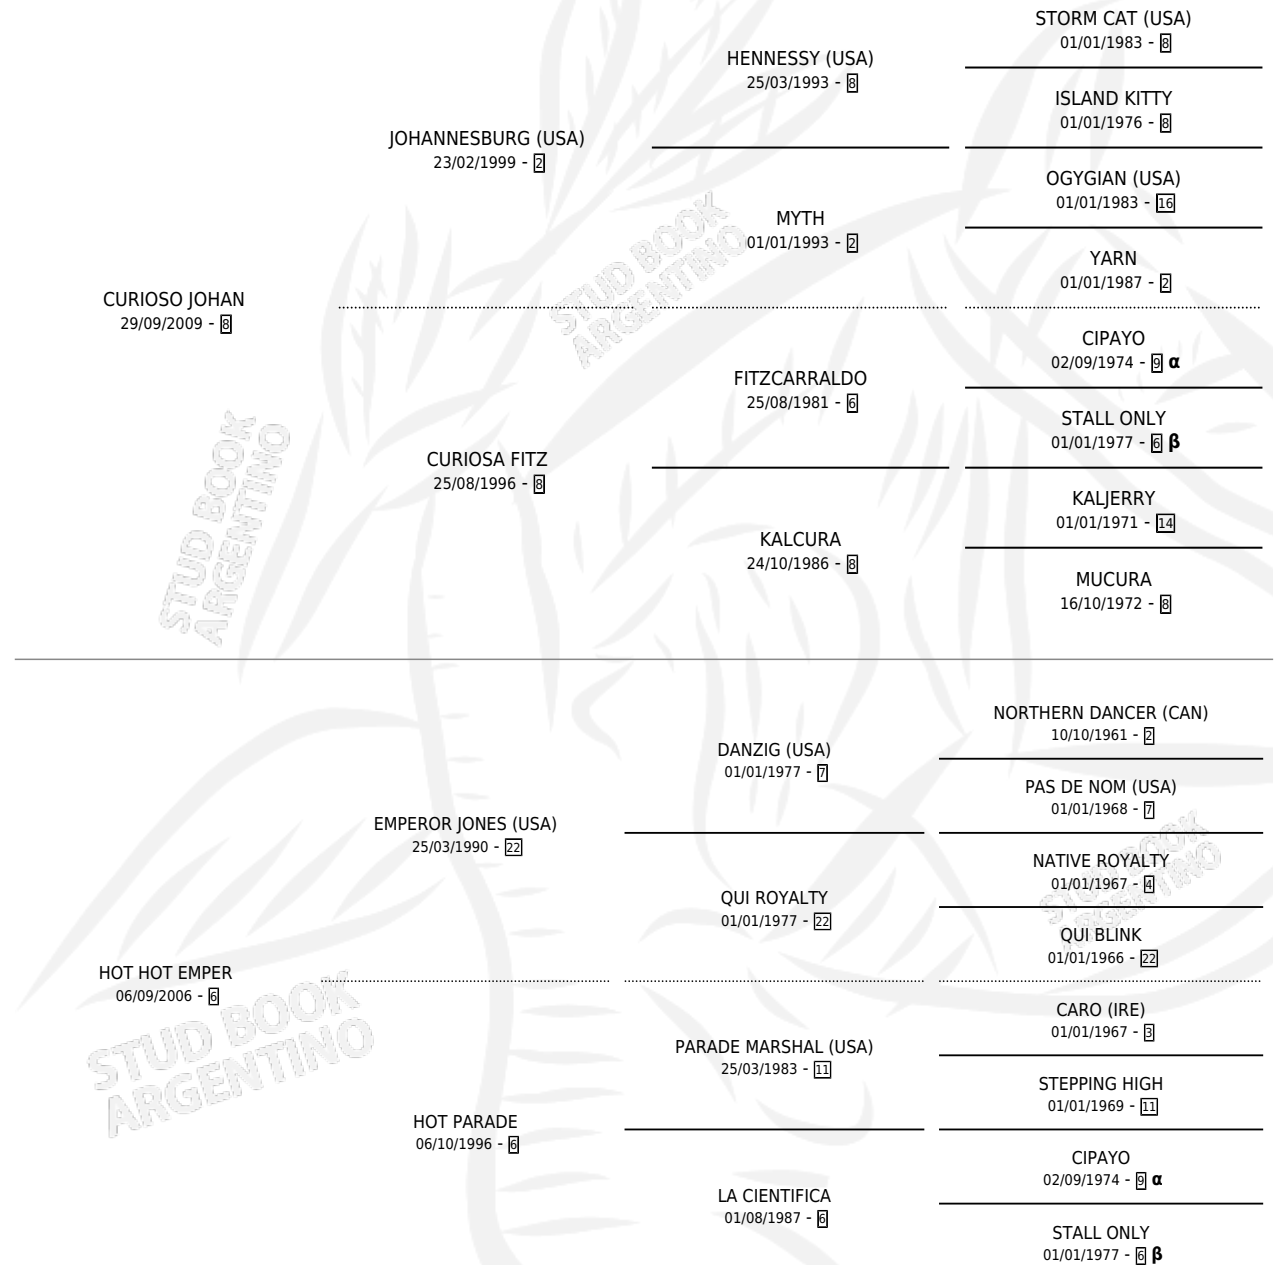 STORM CAT (USA)
01/01/1983 - 8
HENNESSY (USA)
25/03/1993 - 8
ISLAND KITTY
01/01/1976 - 8
JOHANNESBURG (USA)
23/02/1999 - 2
OGYGIAN (USA)
01/01/1983 - 16
MYTH
01/01/1993 - 2
YARN
01/01/1987 - 2
CURIOSO JOHAN
29/09/2009 - 8
CIPAYO
02/09/1974 - 9 α
FITZCARRALDO
25/08/1981 - 6
STALL ONLY
01/01/1977 - 6 β
CURIOSA FITZ
25/08/1996 - 8
KALJERRY
01/01/1971 - 14
KALCURA
24/10/1986 - 8
MUCURA
16/10/1972 - 8
NORTHERN DANCER (CAN)
10/10/1961 - 2
DANZIG (USA)
01/01/1977 - 7
PAS DE NOM (USA)
01/01/1968 - 7
EMPEROR JONES (USA)
25/03/1990 - 22
NATIVE ROYALTY
01/01/1967 - 4
QUI ROYALTY
01/01/1977 - 22
QUI BLINK
01/01/1966 - 22
HOT HOT EMPER
06/09/2006 - 6
CARO (IRE)
01/01/1967 - 3
PARADE MARSHAL (USA)
25/03/1983 - 11
STEPPING HIGH
01/01/1969 - 11
HOT PARADE
06/10/1996 - 6
CIPAYO
02/09/1974 - 9 α
LA CIENTIFICA
01/08/1987 - 6
STALL ONLY
01/01/1977 - 6 β
STUD BOOK
ARGENTINO
STUD BOOK
ARGENTINO
STUD BOOK
ARGENTINO
STUD BOOK
ARGENTINO